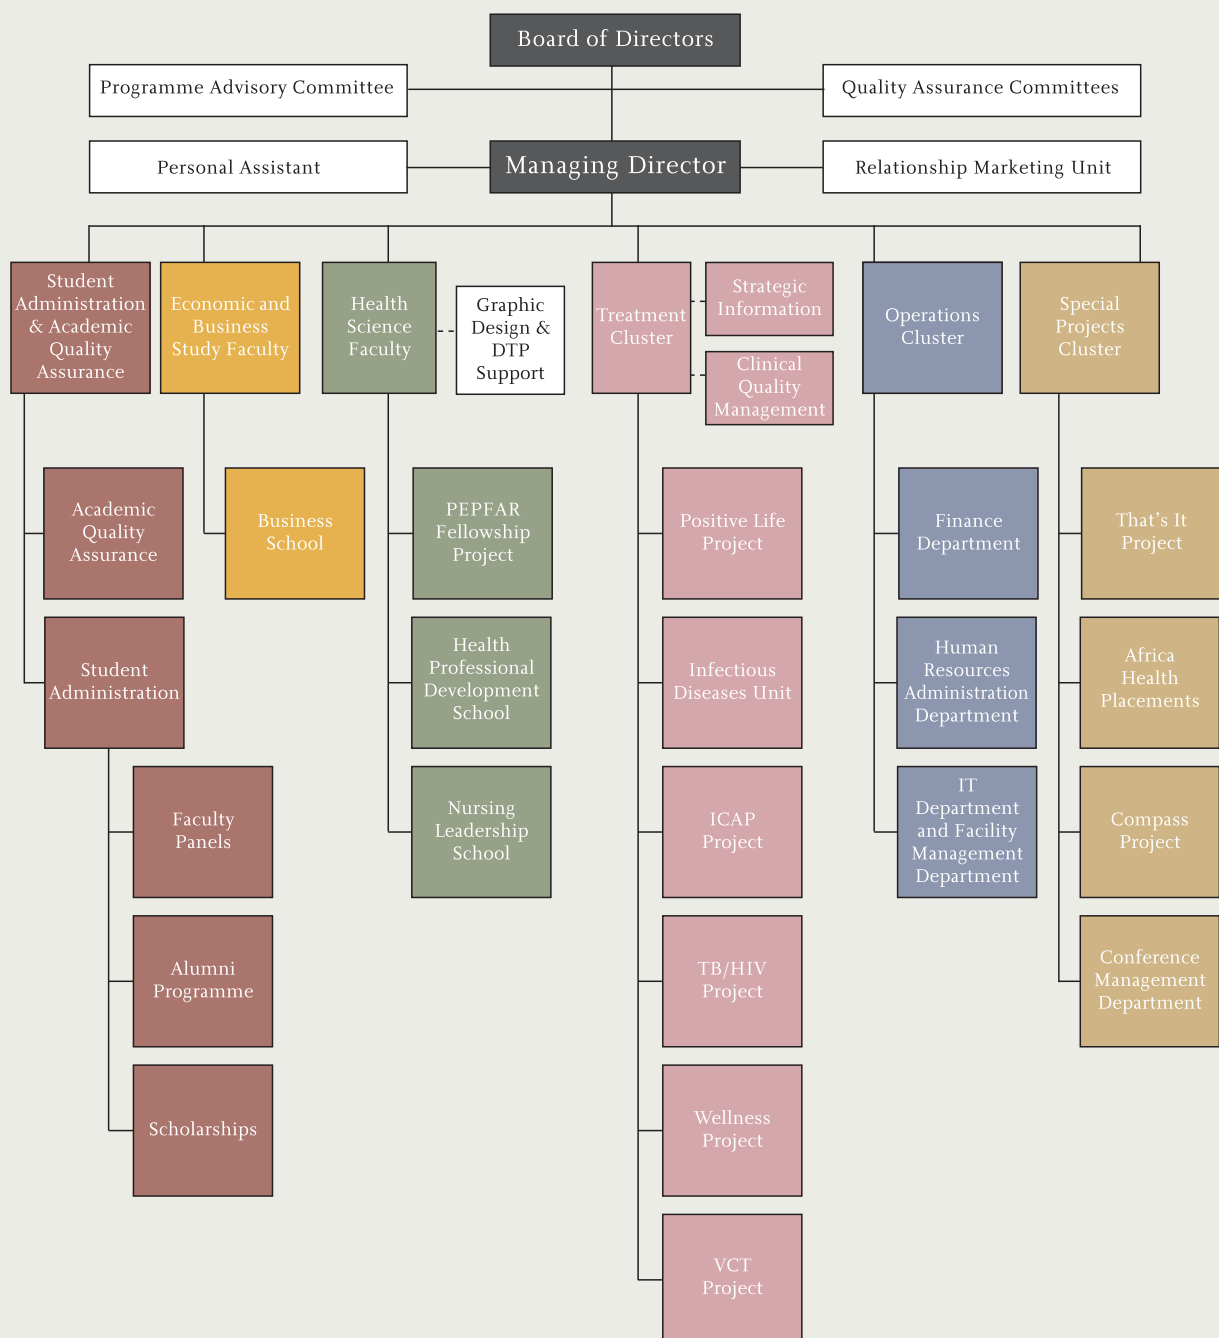 Board of Directors
Programme Advisory Committee
Quality Assurance Committees
Personal Assistant
Managing Director
Relationship Marketing Unit
Student
Administration
& Academic
Quality
Assurance
Economic and
Business
Study Faculty
Health
Science
Faculty
Graphic
Design &
DTP
Support
Treatment
Cluster
Strategic
Information
Clinical
Quality
Management
Operations
Cluster
Special
Projects
Cluster
Academic
Quality
Assurance
Business
School
PEPFAR
Fellowship
Project
Positive Life
Project
Finance
Department
That's It
Project
Student
Administration
Health
Professional
Development
School
Infectious
Diseases Unit
Human
Resources
Administration
Department
Africa
Health
Placements
Faculty
Panels
Nursing
Leadership
School
ICAP
Project
IT
Department
and Facility
Management
Department
Compass
Project
Alumni
Programme
TB/HIV
Project
Conference
Management
Department
Scholarships
Wellness
Project
VCT
Project